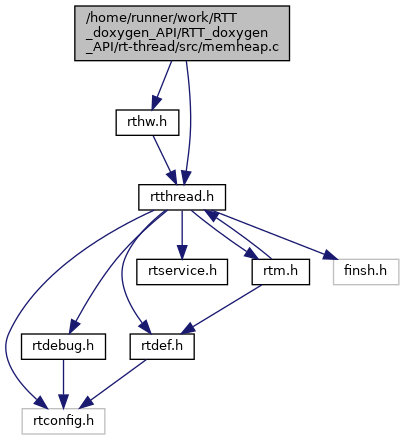 /home/runner/work/RTT
_doxygen_API/RTT_doxygen
_API/rt-thread/src/memheap.c
rthw.h
rtthread.h
rtservice.h
rtm.h
finsh.h
rtdebug.h
rtdef.h
rtconfig.h